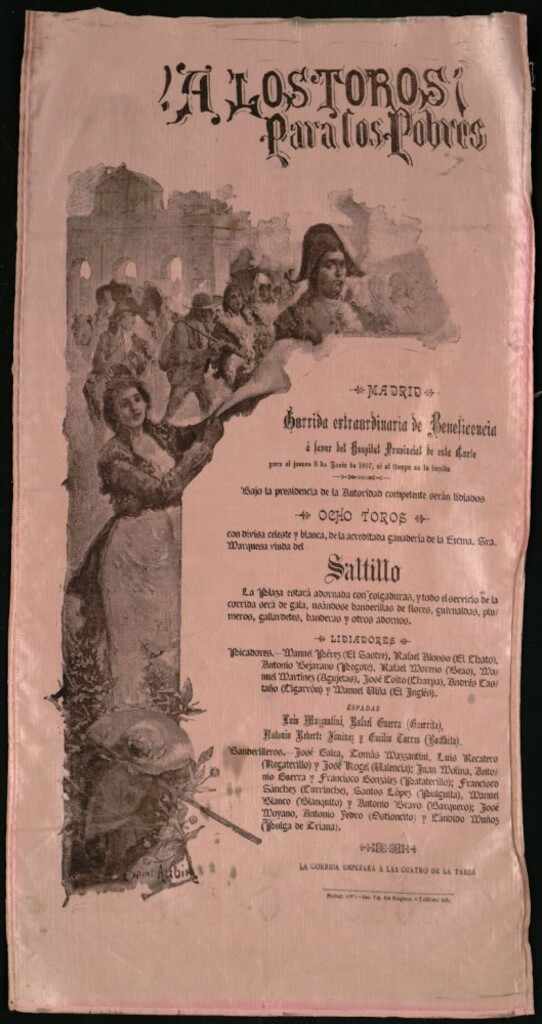 !A LOS TOROS¡
Para los Pobres
MADRID
Corrida extraordinaria de Beneficencia
á favor del Hospital Provincial de esta Corte
para el jueves 3 de Junio de 1897, si el tiempo no lo impide
Bajo la presidencia de la Autoridad competente serán lidiados
OCHO TOROS
con divisa celeste y blanca, de la acreditada ganadería de la Excma. Sra.
Marquesa viuda del
Saltillo
La Plaza estará adornada con colgaduras, y todo el servicio de la
corrida será de gala, usándose banderillas de flores, guirnaldas, plu-
meros, gallardetes, banderas y otros adornos.
LIDIADORES
Picadores.—Manuel Pérez (El Sastre), Rafael Alonso (El Chato),
Antonio Bejarano (Pegote), Rafael Moreno (Beao), Ma-
nuel Martínez (Agujetas), José Coito (Charpa), Andrés Cas-
taño (Cigarrón) y Manuel Viña (El Inglés).
ESPADAS
Luis Mazzantini, Rafael Guerra (Guerrita),
Antonio Reverte Jiménez y Emilio Torres (Bombita).
Banderilleros.—José Galea, Tomás Mazzantini, Luis Recatero
(Regaterillo) y José Rogel (Valencia); Juan Molina, Anto-
nio Guerra y Francisco González (Pataterillo); Francisco
Sánchez (Currinche), Santos López (Pulguita), Manuel
Blanco (Blanquito) y Antonio Bravo (Barquero); José
Moyano, Antonio Pedro (Ostioncito) y Cándido Muñoz
(Pulga de Triana).
LA CORRIDA EMPEZARÁ Á LAS CUATRO DE LA TARDE
Saint-Aubin